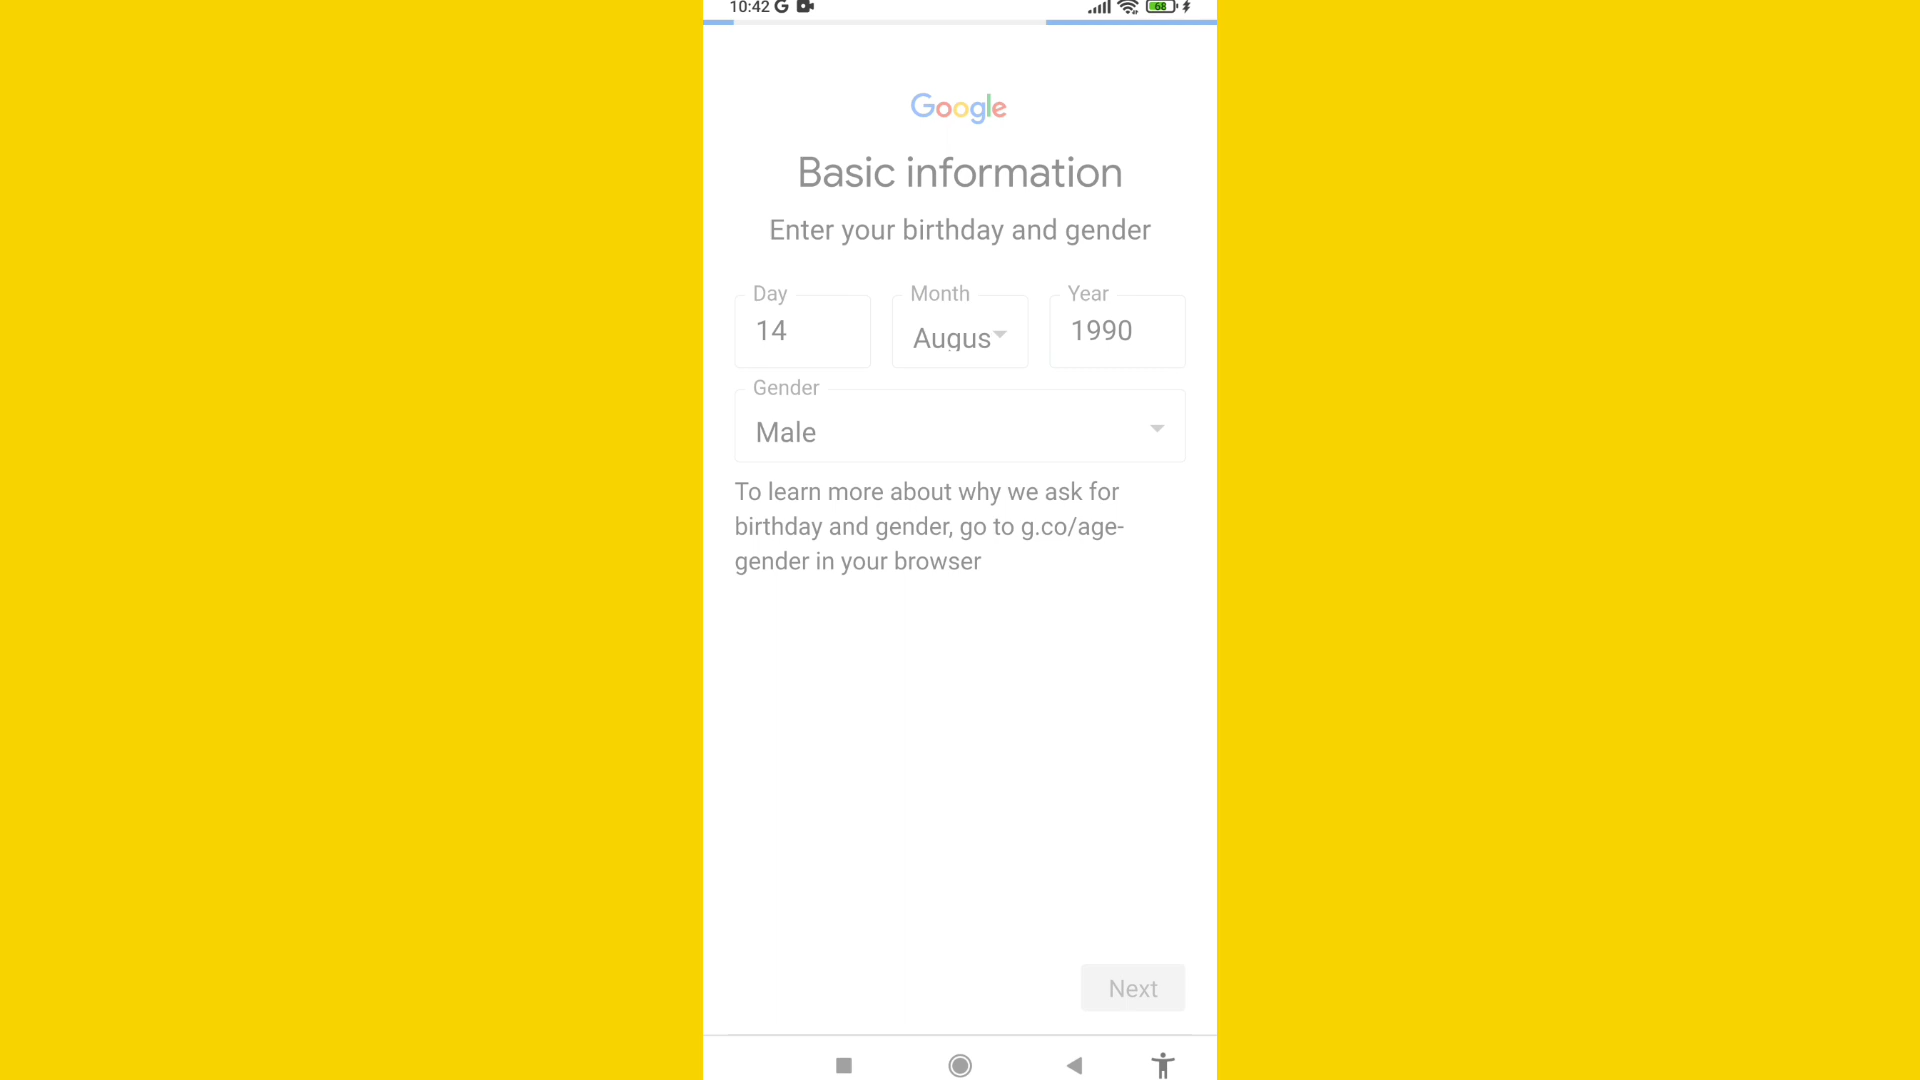 10:42
68
Google
Basic information
Enter your birthday and gender
Day Month Year
14 Augus 1990
Gender
Male
To learn more about why we ask for
birthday and gender, go to g.co/age-
gender in your browser
Next